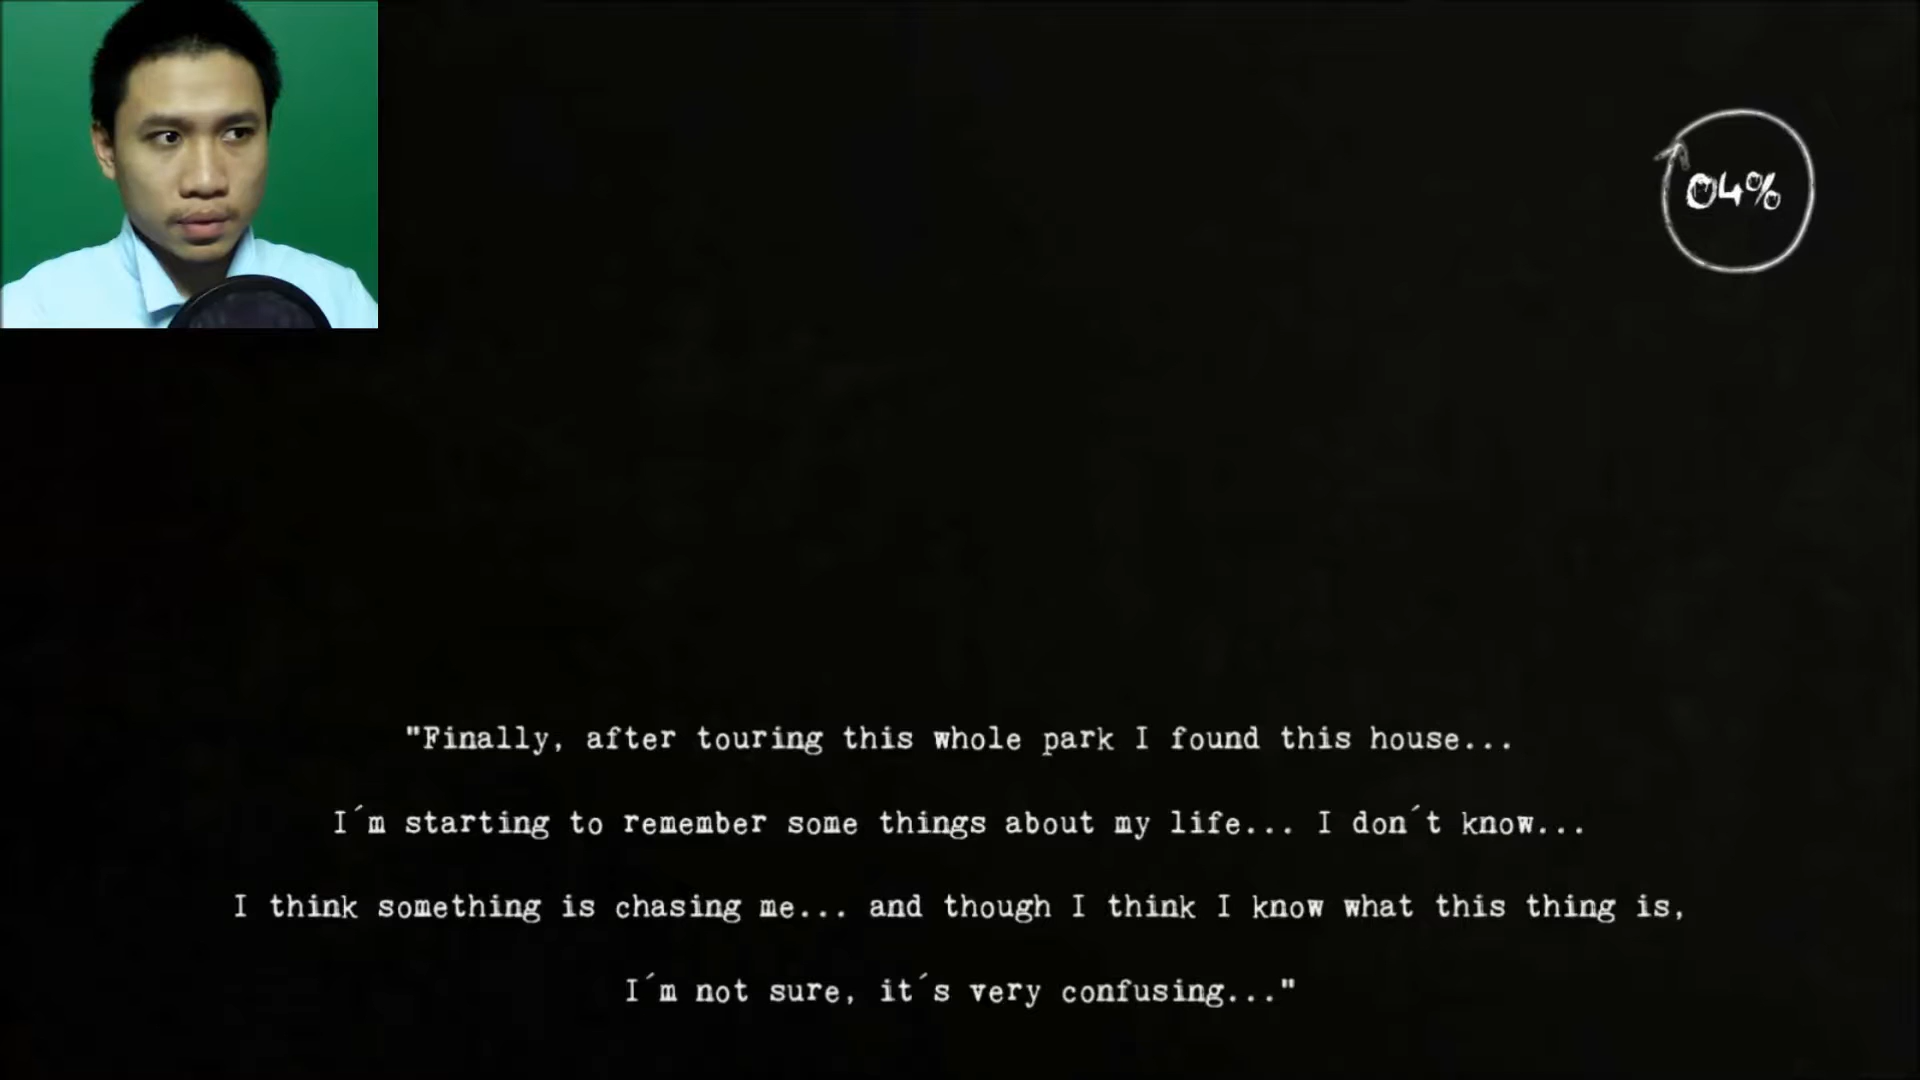 04%
"Finally, after touring this whole park I found this house...
I´m starting to remember some things about my life... I don´t know...
I think something is chasing me... and though I think I know what this thing is,
I´m not sure, it´s very confusing..."